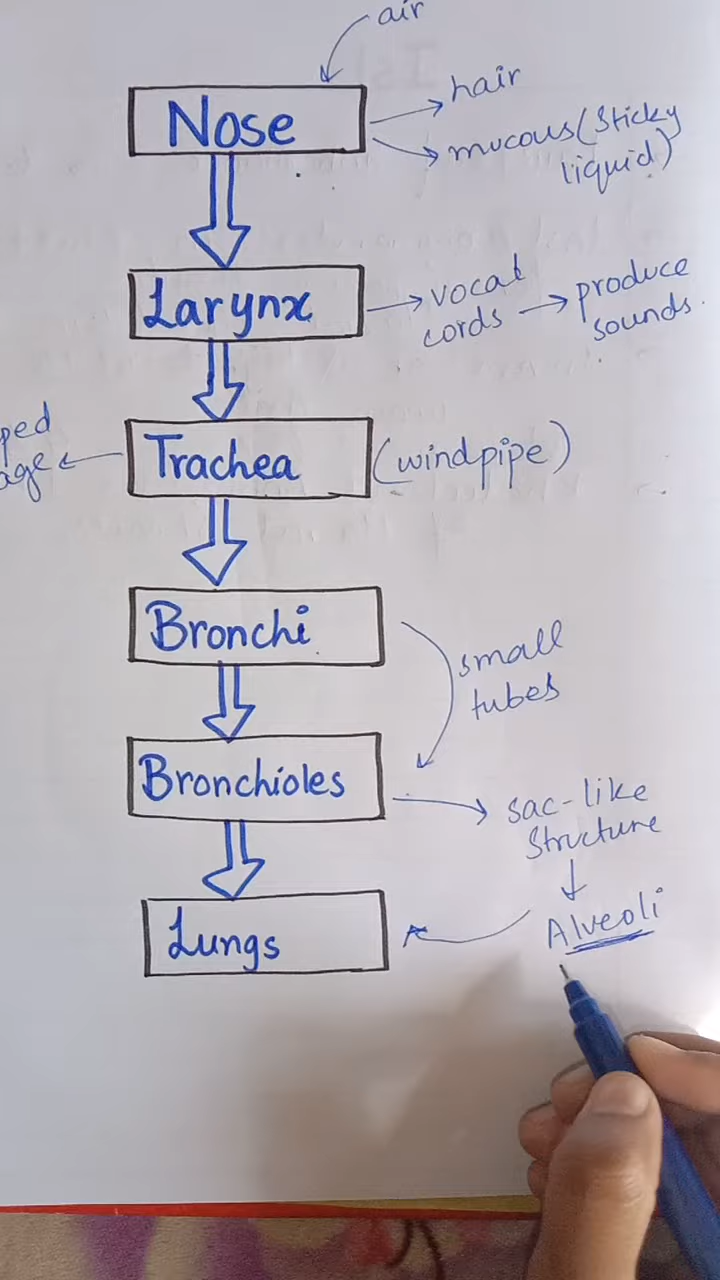 air
Nose
hair
mucous (sticky
liquid)
Larynx
vocal
cords
produce
sounds.
ped
age
Trachea
(windpipe)
Bronchi
small
tubes
Bronchioles
sac-like
structure
Alveoli
Lungs